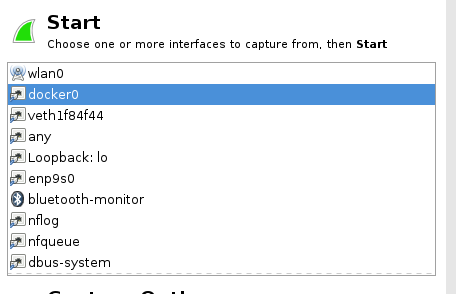 Start
Choose one or more interfaces to capture from, then Start
wlan0
docker0
veth1f84f44
any
Loopback: lo
enp9s0
bluetooth-monitor
nflog
nfqueue
dbus-system